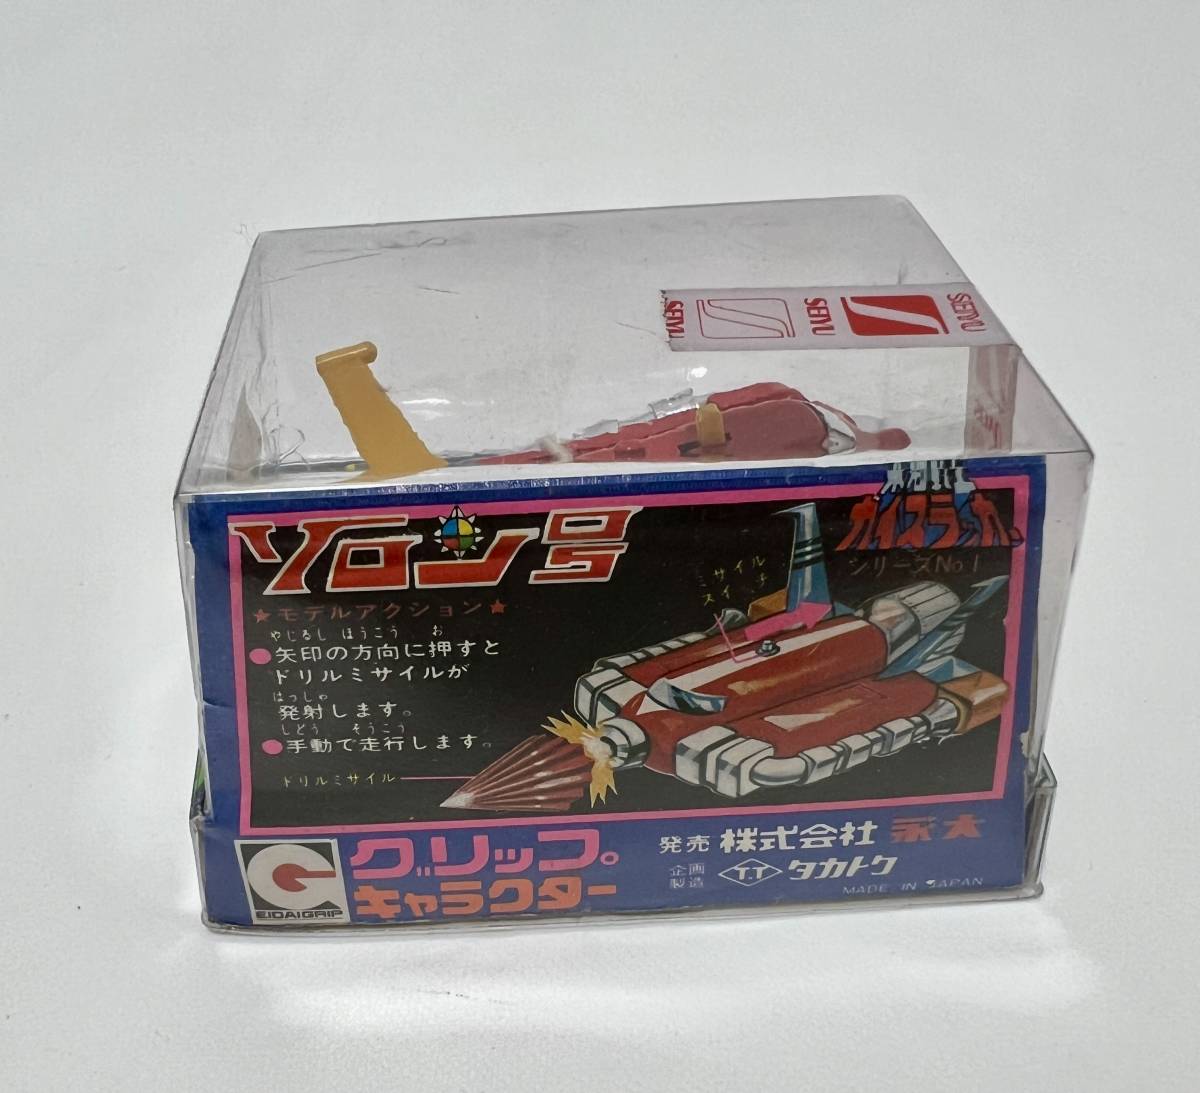 SEIYU
SEIYU
SEIYU
ガイスラッガー
シリーズNo.1
ソロン号
★モデルアクション★
やじるし ほうこう お
●矢印の方向に押すと
ドリルミサイルが
はっしゃ
発射します。
しどう そうこう
●手動で走行します。
ドリルミサイル
ミサイル
スイッチ
EIDAIGRIP
グリップ
キャラクター
発売 株式会社 永大
企画
製造 T.T タカトク
MADE IN JAPAN